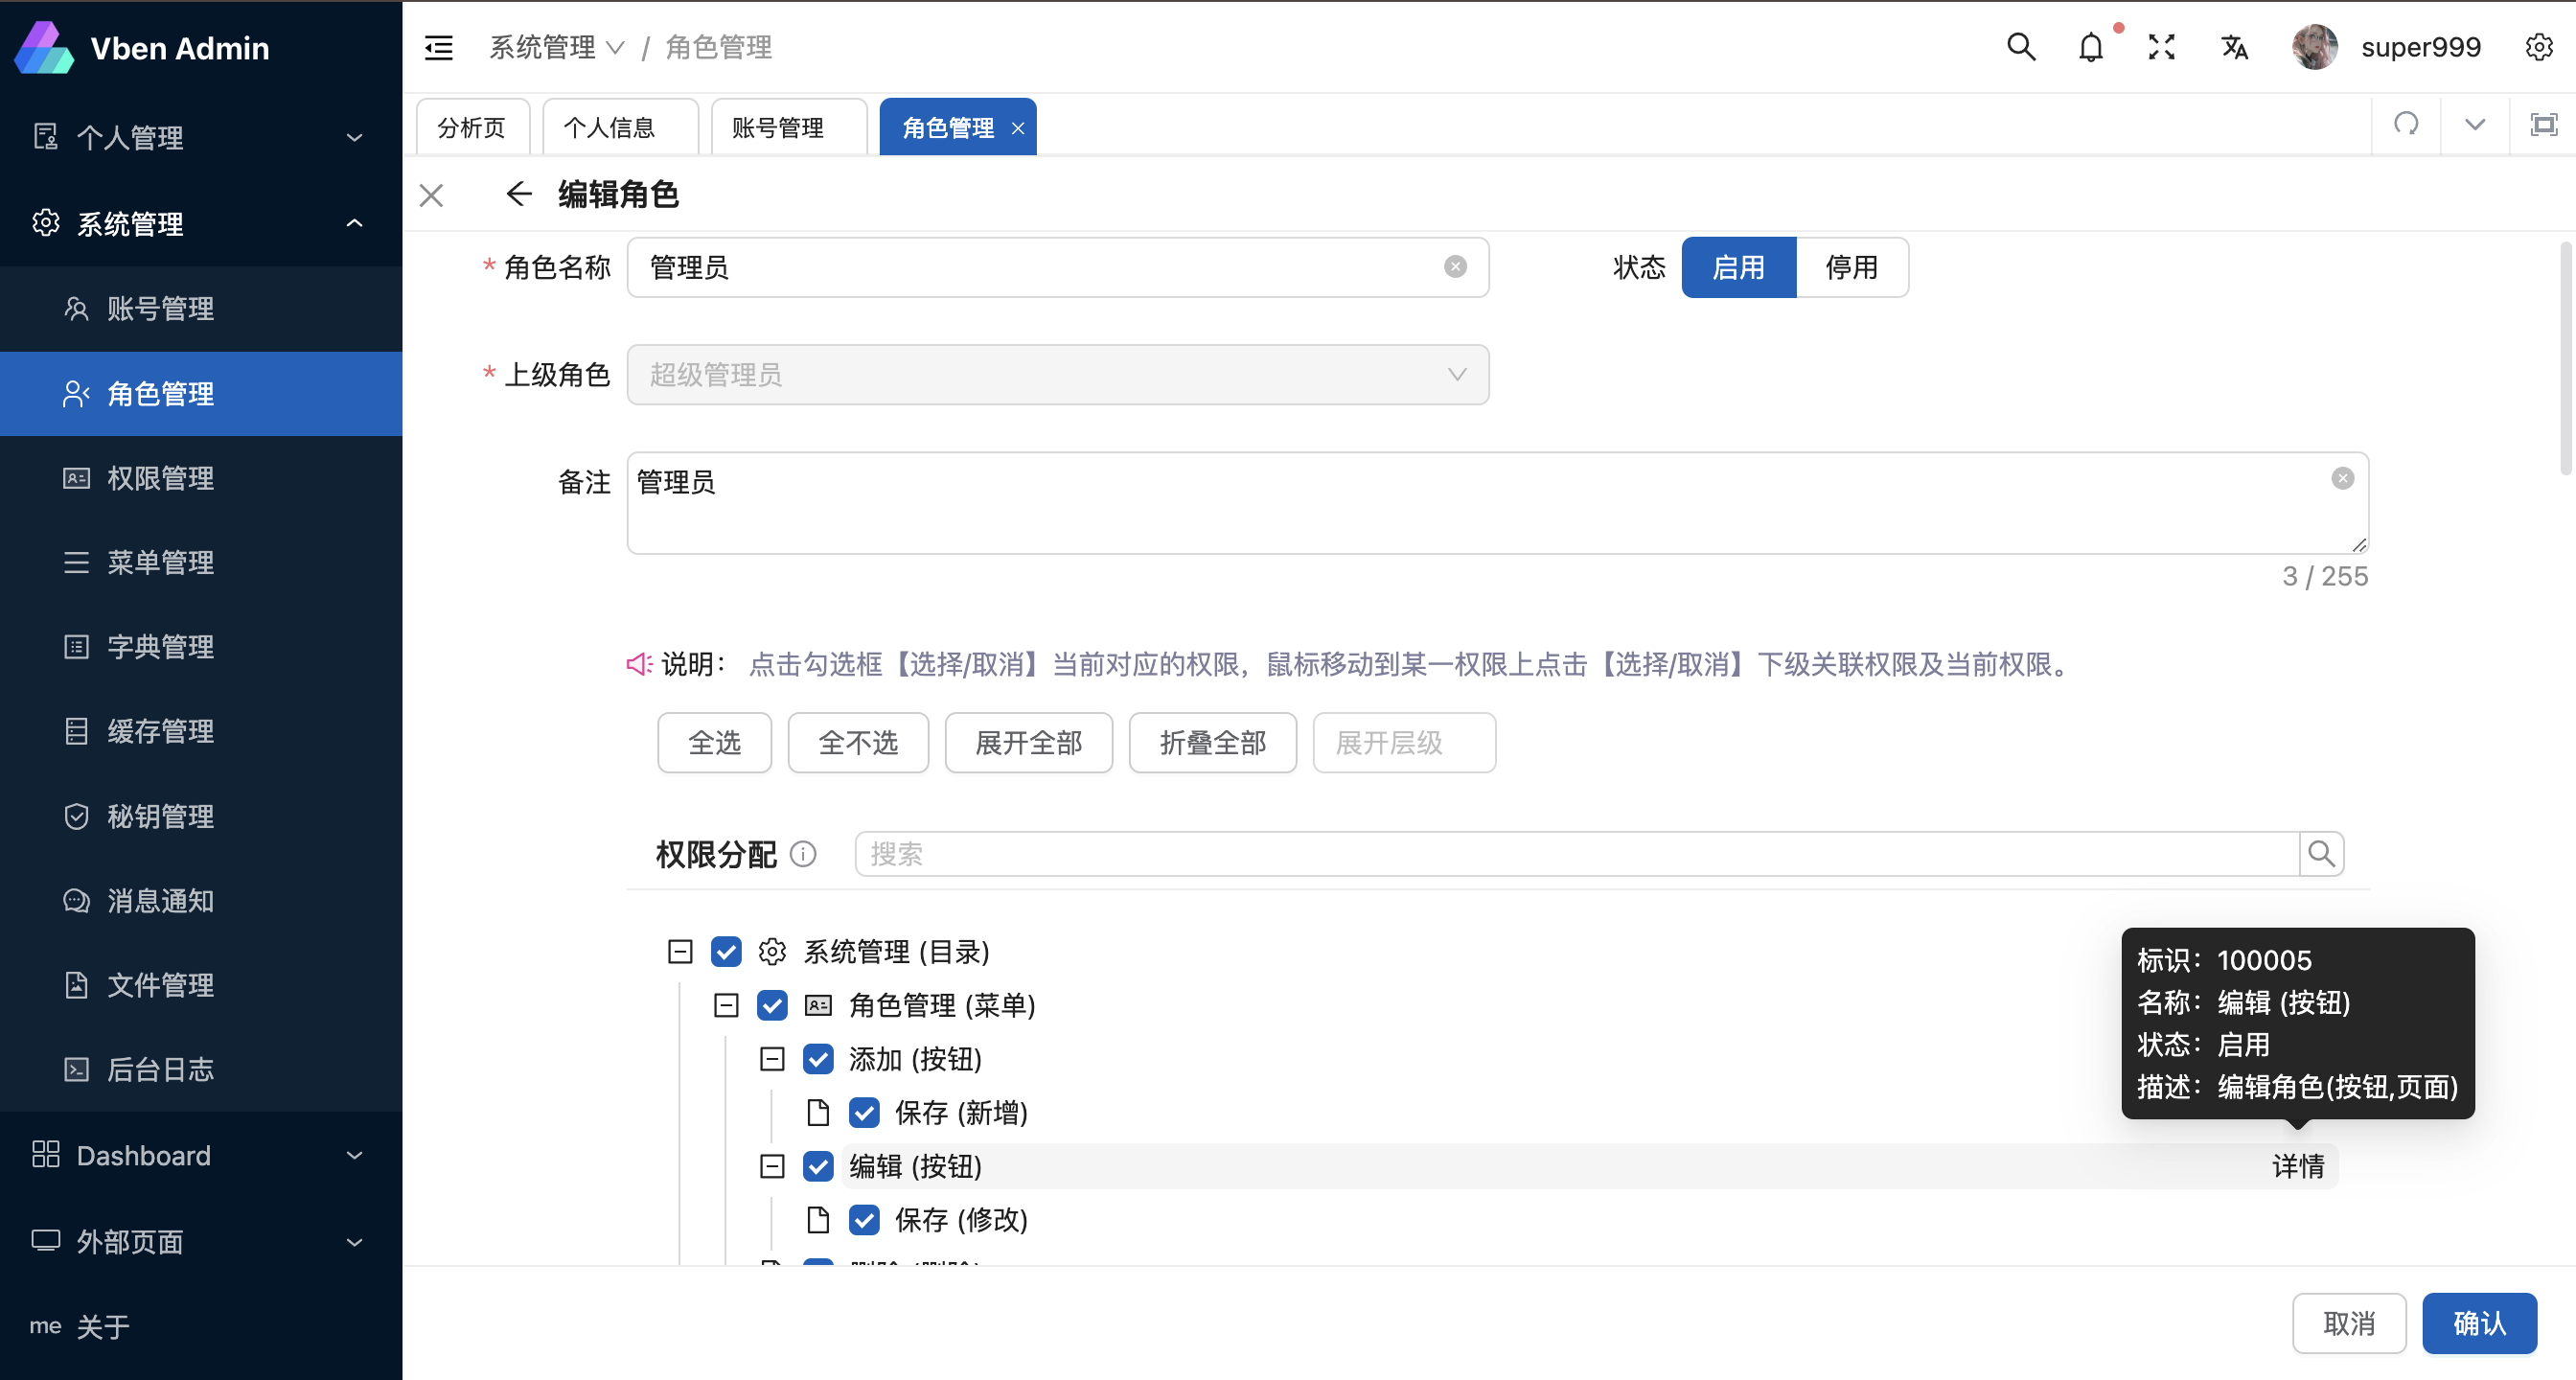 Vben Admin
个人管理
系统管理
账号管理
角色管理
权限管理
菜单管理
字典管理
缓存管理
秘钥管理
消息通知
文件管理
后台日志
Dashboard
外部页面
me 关于
系统管理 / 角色管理
super999
分析页 个人信息 账号管理 角色管理
编辑角色
* 角色名称 管理员 状态 启用 停用
* 上级角色 超级管理员
备注 管理员
3 / 255
说明： 点击勾选框【选择/取消】当前对应的权限，鼠标移动到某一权限上点击【选择/取消】下级关联权限及当前权限。
全选 全不选 展开全部 折叠全部 展开层级
权限分配 搜索
系统管理 (目录)
角色管理 (菜单)
添加 (按钮)
保存 (新增)
编辑 (按钮) 详情
保存 (修改)
标识：100005
名称：编辑 (按钮)
状态：启用
描述：编辑角色(按钮,页面)
取消 确认